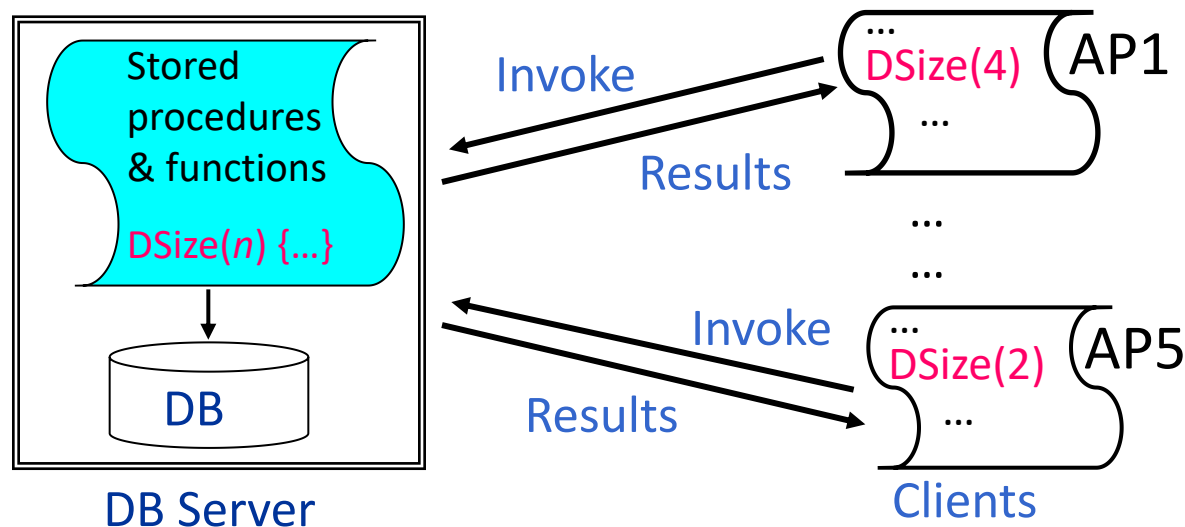 Stored
procedures
& functions
DSize(n) {…}
DB
DB Server
Invoke
Results
...
DSize(4)
...
AP1
...
...
Invoke
Results
...
DSize(2)
...
AP5
Clients